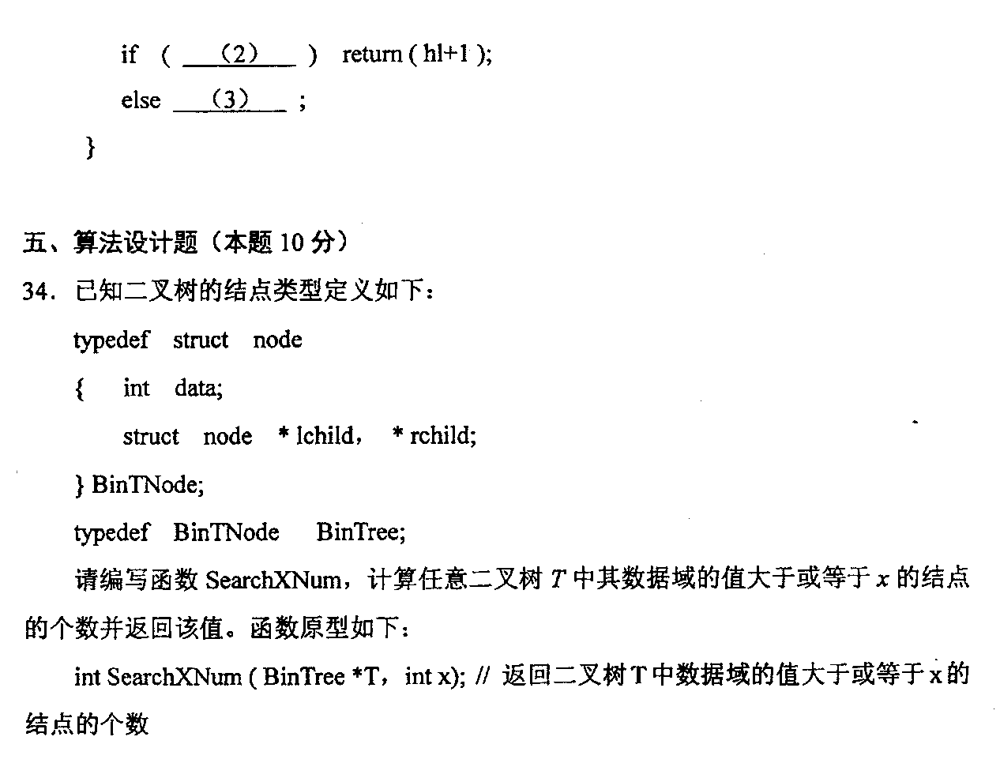 if ( （2） ) return ( hl+1 );
else （3） ;
}
五、算法设计题（本题 10 分）
34. 已知二叉树的结点类型定义如下：
typedef struct node
{ int data;
struct node * lchild， * rchild;
} BinTNode;
typedef BinTNode BinTree;
请编写函数 SearchXNum，计算任意二叉树 T 中其数据域的值大于或等于 x 的结点
的个数并返回该值。函数原型如下：
int SearchXNum ( BinTree *T， int x); // 返回二叉树 T 中数据域的值大于或等于 x 的
结点的个数